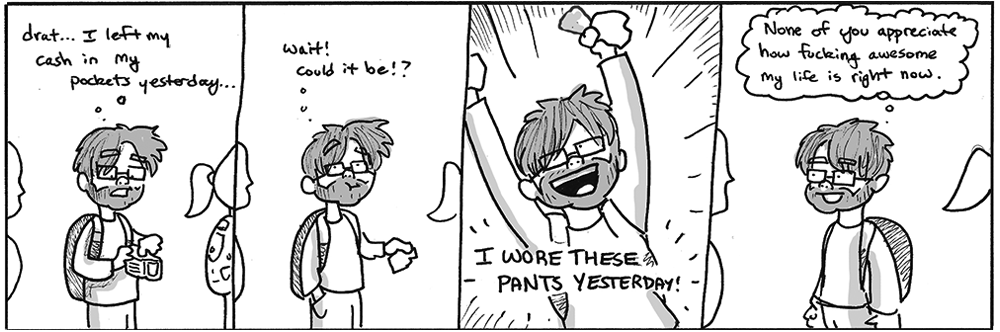 drat... I left my
cash in my
pockets yesterday...
wait!
could it be!?
I WORE THESE
PANTS YESTERDAY!
None of you appreciate
how fucking awesome
my life is right now.